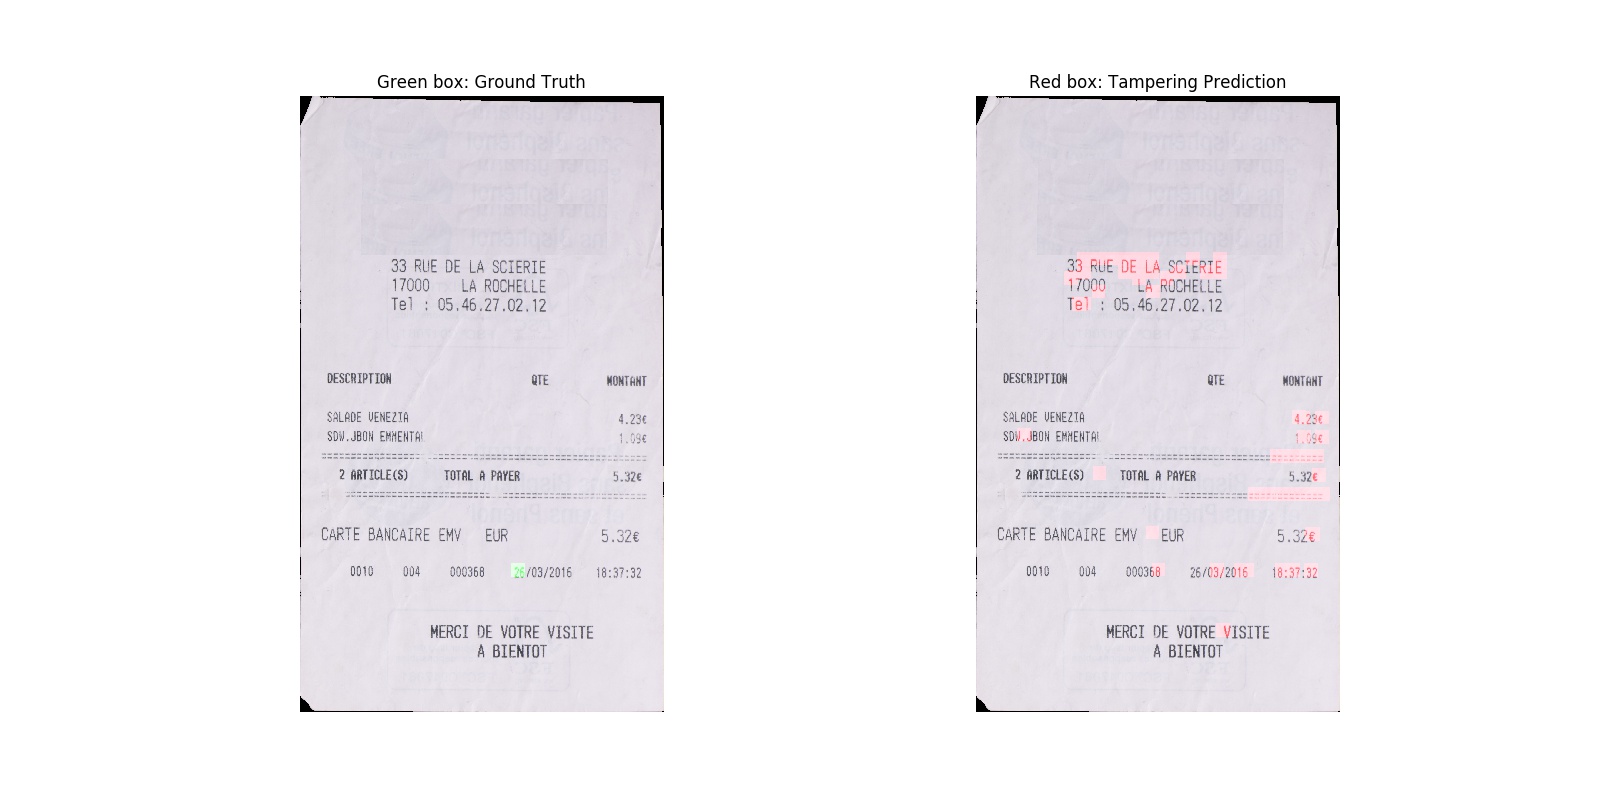 Green box: Ground Truth
33 RUE DE LA SCIERIE
17000 LA ROCHELLE
Tel : 05.46.27.02.12
DESCRIPTION QTE MONTANT
SALADE VENEZIA 4.23€
SDW.JBON EMMENTAL 1.09€
2 ARTICLE(S) TOTAL A PAYER 5.32€
CARTE BANCAIRE EMV EUR 5.32€
0010 004 000368 26/03/2016 18:37:32
MERCI DE VOTRE VISITE
A BIENTOT
Red box: Tampering Prediction
33 RUE DE LA SCIERIE
17000 LA ROCHELLE
Tel : 05.46.27.02.12
DESCRIPTION QTE MONTANT
SALADE VENEZIA 4.23€
SDW.JBON EMMENTAL 1.09€
2 ARTICLE(S) TOTAL A PAYER 5.32€
CARTE BANCAIRE EMV EUR 5.32€
0010 004 000368 26/03/2016 18:37:32
MERCI DE VOTRE VISITE
A BIENTOT